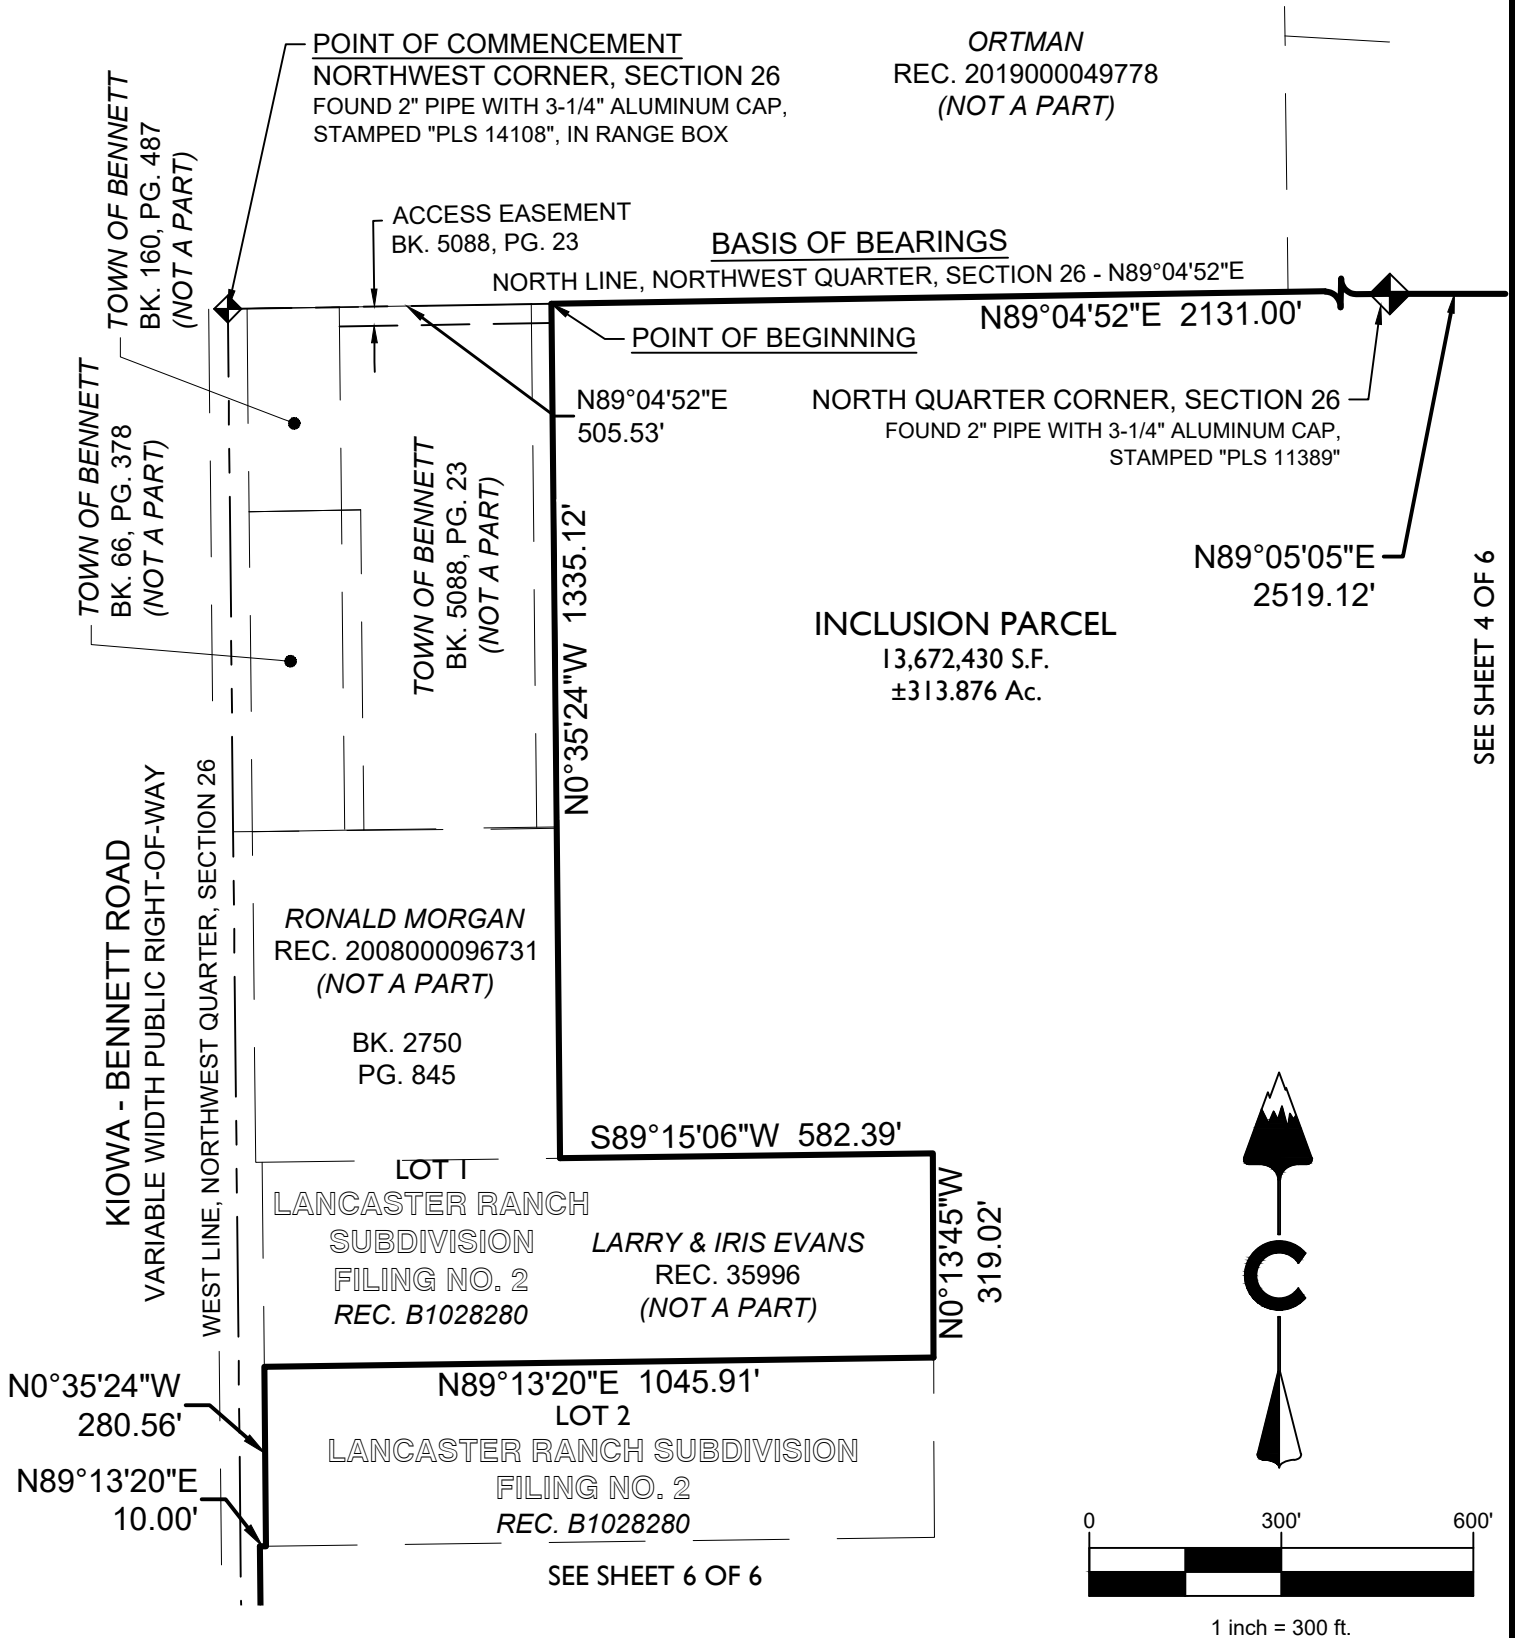 POINT OF COMMENCEMENT
NORTHWEST CORNER, SECTION 26
FOUND 2" PIPE WITH 3-1/4" ALUMINUM CAP,
STAMPED "PLS 14108", IN RANGE BOX
ORTMAN
REC. 2019000049778
(NOT A PART)
TOWN OF BENNETT
BK. 160, PG. 487
(NOT A PART)
ACCESS EASEMENT
BK. 5088, PG. 23
BASIS OF BEARINGS
NORTH LINE, NORTHWEST QUARTER, SECTION 26 - N89°04'52"E
N89°04'52"E 2131.00'
POINT OF BEGINNING
N89°04'52"E
505.53'
NORTH QUARTER CORNER, SECTION 26
FOUND 2" PIPE WITH 3-1/4" ALUMINUM CAP,
STAMPED "PLS 11389"
TOWN OF BENNETT
BK. 66, PG. 378
(NOT A PART)
TOWN OF BENNETT
BK. 5088, PG. 23
(NOT A PART)
N0°35'24"W 1335.12'
N89°05'05"E
2519.12'
SEE SHEET 4 OF 6
INCLUSION PARCEL
13,672,430 S.F.
±313.876 Ac.
KIOWA - BENNETT ROAD
VARIABLE WIDTH PUBLIC RIGHT-OF-WAY
WEST LINE, NORTHWEST QUARTER, SECTION 26
RONALD MORGAN
REC. 2008000096731
(NOT A PART)
BK. 2750
PG. 845
S89°15'06"W 582.39'
LOT 1
LANCASTER RANCH
SUBDIVISION
FILING NO. 2
REC. B1028280
LARRY & IRIS EVANS
REC. 35996
(NOT A PART)
N0°13'45"W
319.02'
C
N0°35'24"W
280.56'
N89°13'20"E 1045.91'
LOT 2
LANCASTER RANCH SUBDIVISION
FILING NO. 2
REC. B1028280
N89°13'20"E
10.00'
SEE SHEET 6 OF 6
0 300' 600'
1 inch = 300 ft.